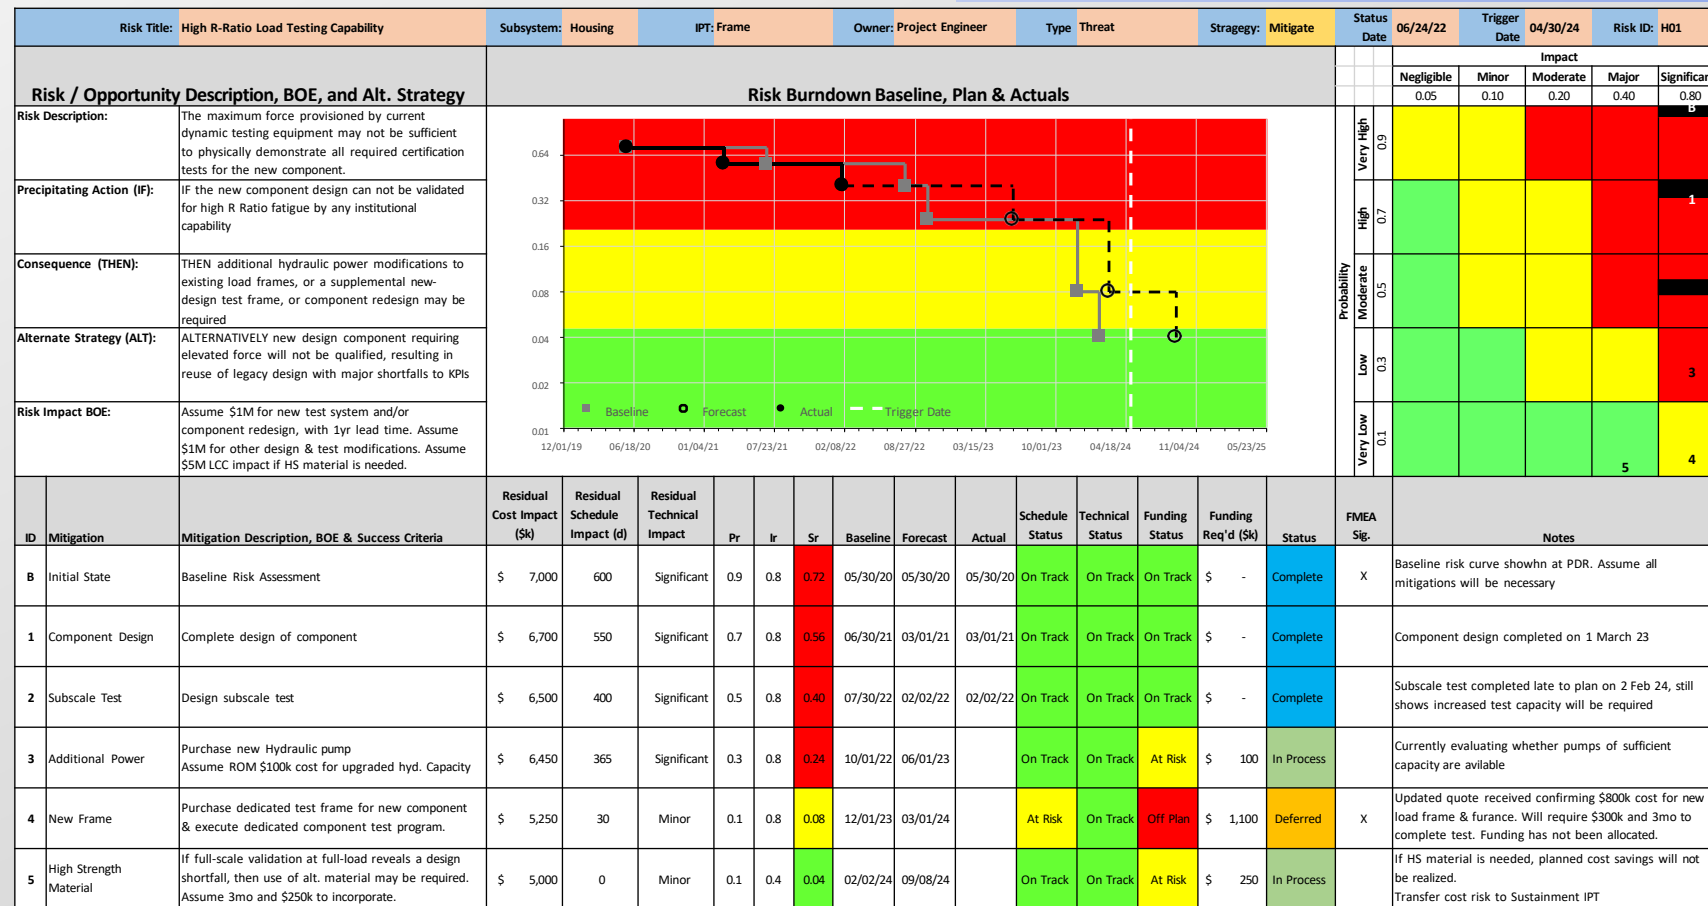 Risk Title: High R-Ratio Load Testing Capability Subsystem: Housing IPT: Frame Owner: Project Engineer Type Threat Stragegy: Mitigate Status Date 06/24/22 Trigger Date 04/30/24 Risk ID: H01
Risk / Opportunity Description, BOE, and Alt. Strategy
Risk Description:
The maximum force provisioned by current
dynamic testing equipment may not be sufficient
to physically demonstrate all required certification
tests for the new component.
Precipitating Action (IF):
IF the new component design can not be validated
for high R Ratio fatigue by any institutional
capability
Consequence (THEN):
THEN additional hydraulic power modifications to
existing load frames, or a supplemental new-
design test frame, or component redesign may be
required
Alternate Strategy (ALT):
ALTERNATIVELY new design component requiring
elevated force will not be qualified, resulting in
reuse of legacy design with major shortfalls to KPIs
Risk Impact BOE:
Assume $1M for new test system and/or
component redesign, with 1yr lead time. Assume
$1M for other design & test modifications. Assume
$5M LCC impact if HS material is needed.
Risk Burndown Baseline, Plan & Actuals
0.64
0.32
0.16
0.08
0.04
0.02
0.01
Baseline Forecast Actual Trigger Date
12/01/19 06/18/20 01/04/21 07/23/21 02/08/22 08/27/22 03/15/23 10/01/23 04/18/24 11/04/24 05/23/25
Impact
Negligible Minor Moderate Major Significan
0.05 0.10 0.20 0.40 0.80
Probability
Very High 0.9 B
High 0.7 1
Moderate 0.5
Low 0.3 3
Very Low 0.1 5 4
ID Mitigation Mitigation Description, BOE & Success Criteria Residual Cost Impact ($k) Residual Schedule Impact (d) Residual Technical Impact Pr Ir Sr Baseline Forecast Actual Schedule Status Technical Status Funding Status Funding Req'd ($k) Status FMEA Sig. Notes
B Initial State Baseline Risk Assessment $ 7,000 600 Significant 0.9 0.8 0.72 05/30/20 05/30/20 05/30/20 On Track On Track On Track $ - Complete X Baseline risk curve showhn at PDR. Assume all
mitigations will be necessary
1 Component Design Complete design of component $ 6,700 550 Significant 0.7 0.8 0.56 06/30/21 03/01/21 03/01/21 On Track On Track On Track $ - Complete Component design completed on 1 March 23
2 Subscale Test Design subscale test $ 6,500 400 Significant 0.5 0.8 0.40 07/30/22 02/02/22 02/02/22 On Track On Track On Track $ - Complete Subscale test completed late to plan on 2 Feb 24, still
shows increased test capacity will be required
3 Additional Power Purchase new Hydraulic pump
Assume ROM $100k cost for upgraded hyd. Capacity $ 6,450 365 Significant 0.3 0.8 0.24 10/01/22 06/01/23 On Track On Track At Risk $ 100 In Process Currently evaluating whether pumps of sufficient
capacity are avilable
4 New Frame Purchase dedicated test frame for new component
& execute dedicated component test program. $ 5,250 30 Minor 0.1 0.8 0.08 12/01/23 03/01/24 At Risk On Track Off Plan $ 1,100 Deferred X Updated quote received confirming $800k cost for new
load frame & furance. Will require $300k and 3mo to
complete test. Funding has not been allocated.
5 High Strength Material If full-scale validation at full-load reveals a design
shortfall, then use of alt. material may be required.
Assume 3mo and $250k to incorporate. $ 5,000 0 Minor 0.1 0.4 0.04 02/02/24 09/08/24 On Track On Track At Risk $ 250 In Process If HS material is needed, planned cost savings will not
be realized.
Transfer cost risk to Sustainment IPT